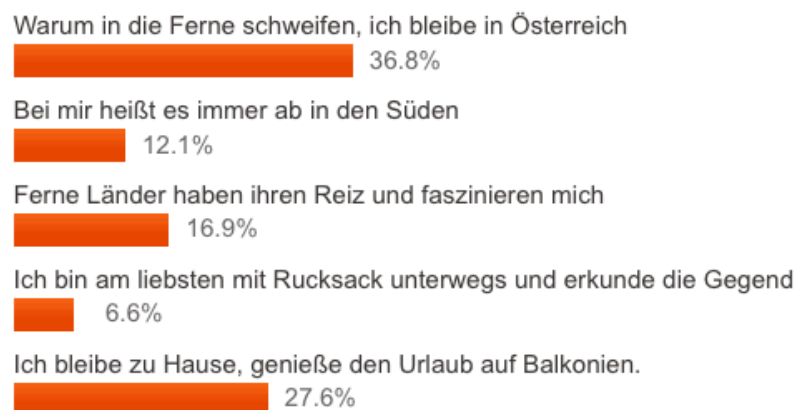 Warum in die Ferne schweifen, ich bleibe in Österreich
36.8%
Bei mir heißt es immer ab in den Süden
12.1%
Ferne Länder haben ihren Reiz und faszinieren mich
16.9%
Ich bin am liebsten mit Rucksack unterwegs und erkunde die Gegend
6.6%
Ich bleibe zu Hause, genieße den Urlaub auf Balkonien.
27.6%